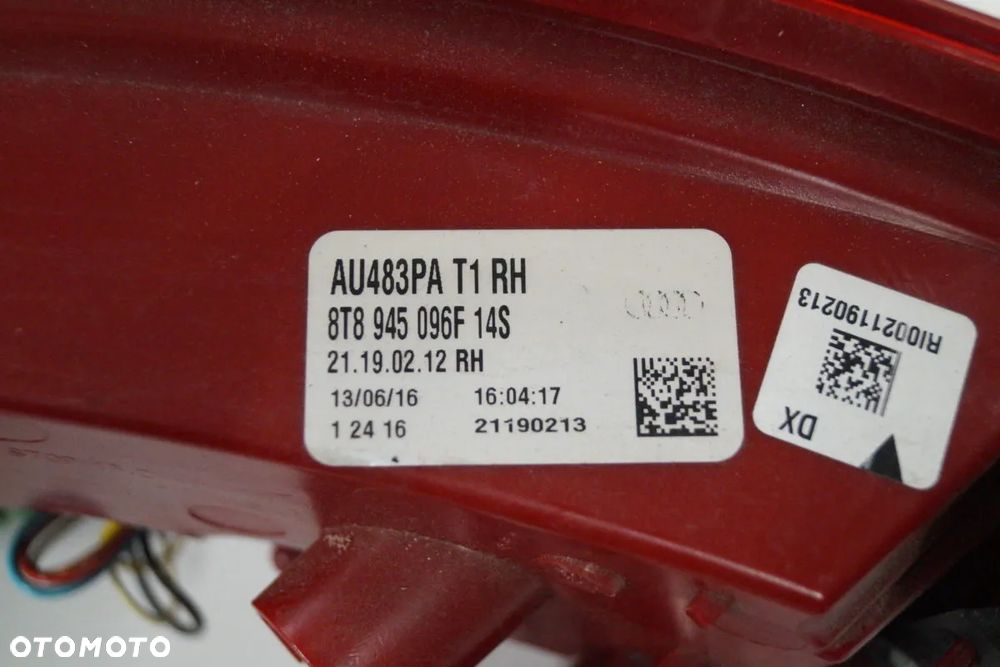 AU483PA T1 RH
8T8 945 096F 14S
21.19.02.12 RH
13/06/16 16:04:17
1 24 16 21190213
RI0021190213
DX
OTOMOTO